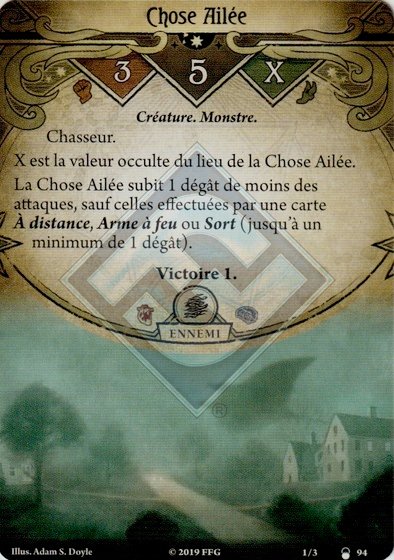 Chose Ailée
3 5 X
Créature. Monstre.
Chasseur.
X est la valeur occulte du lieu de la Chose Ailée.
La Chose Ailée subit 1 dégât de moins des
attaques, sauf celles effectuées par une carte
À distance, Arme à feu ou Sort (jusqu'à un
minimum de 1 dégât).
Victoire 1.
ENNEMI
®
Illus. Adam S. Doyle © 2019 FFG 1/3 94